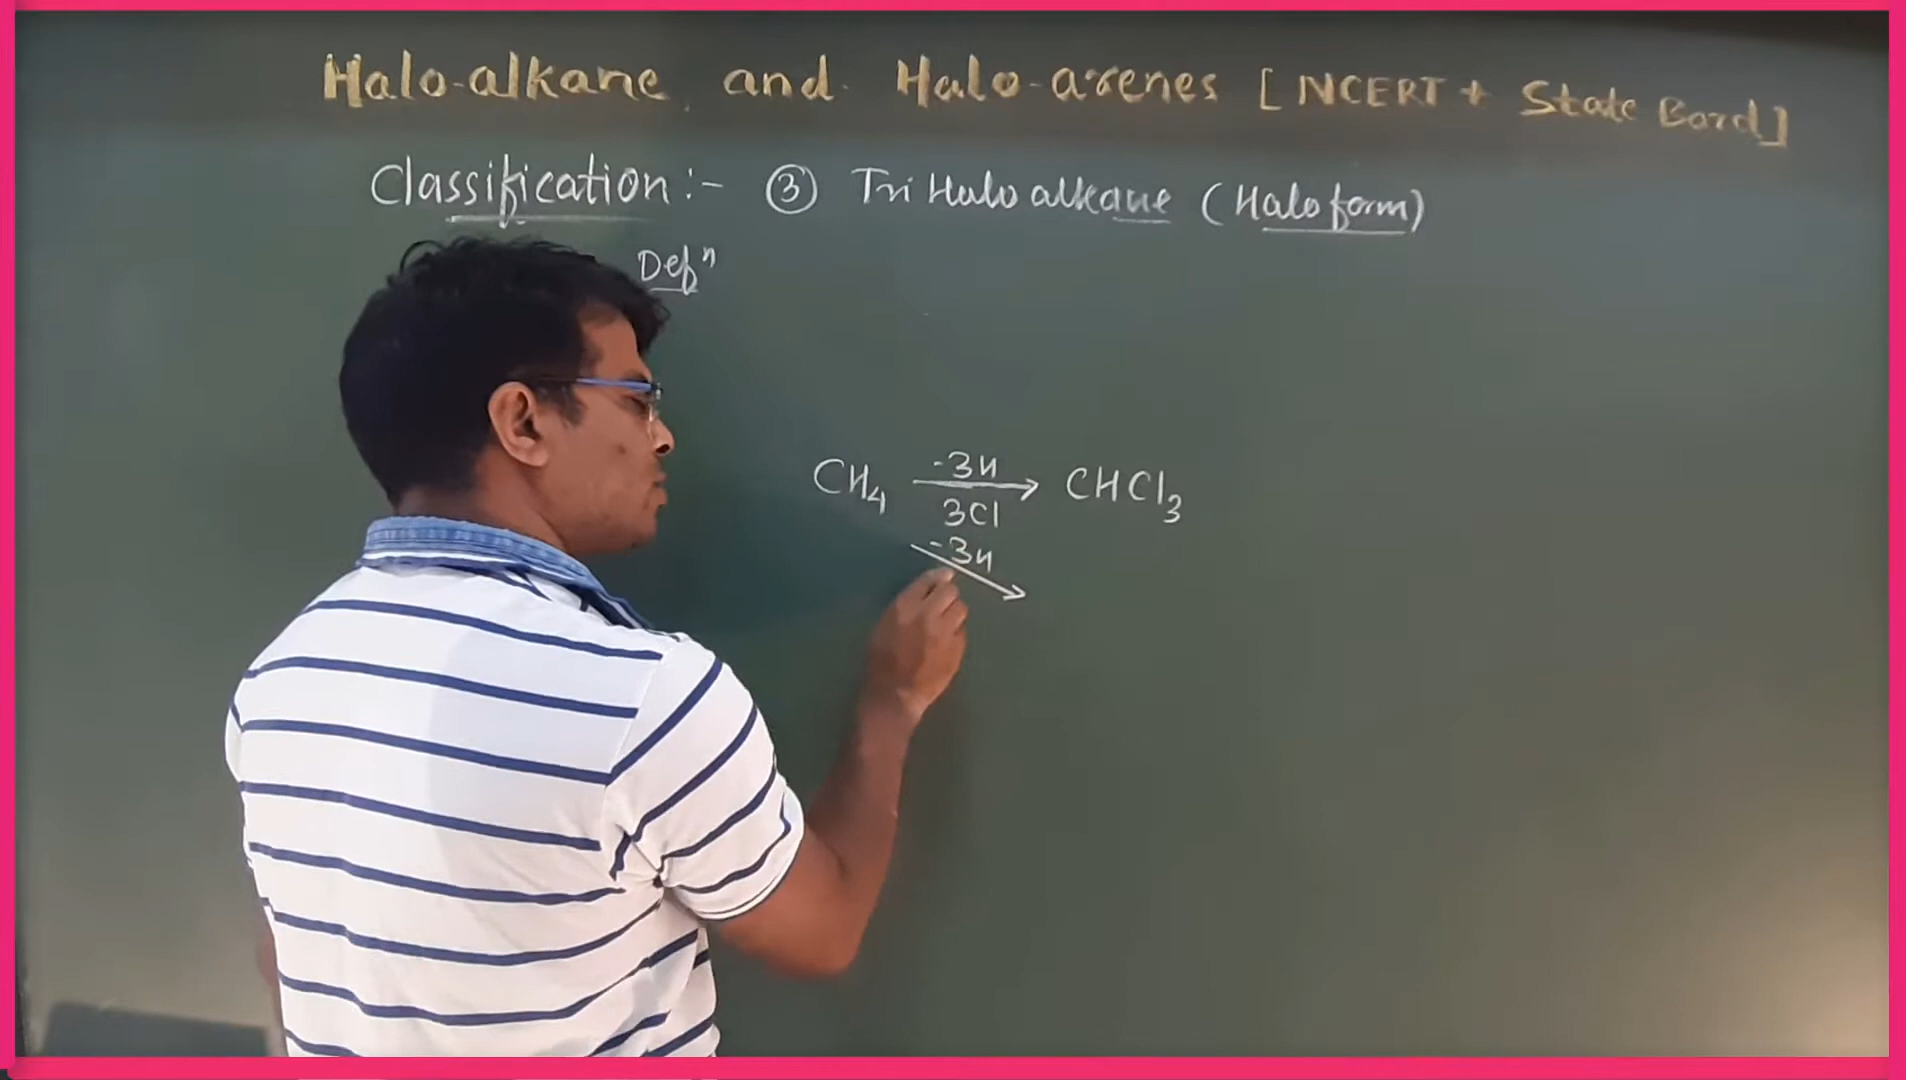 Halo-alkane and Halo-arenes [NCERT + State Bord]
Classification :- ③ Tri Halo alkane (Halo form)
Defⁿ
CH₄ -3H → CHCl₃
3Cl
-3H